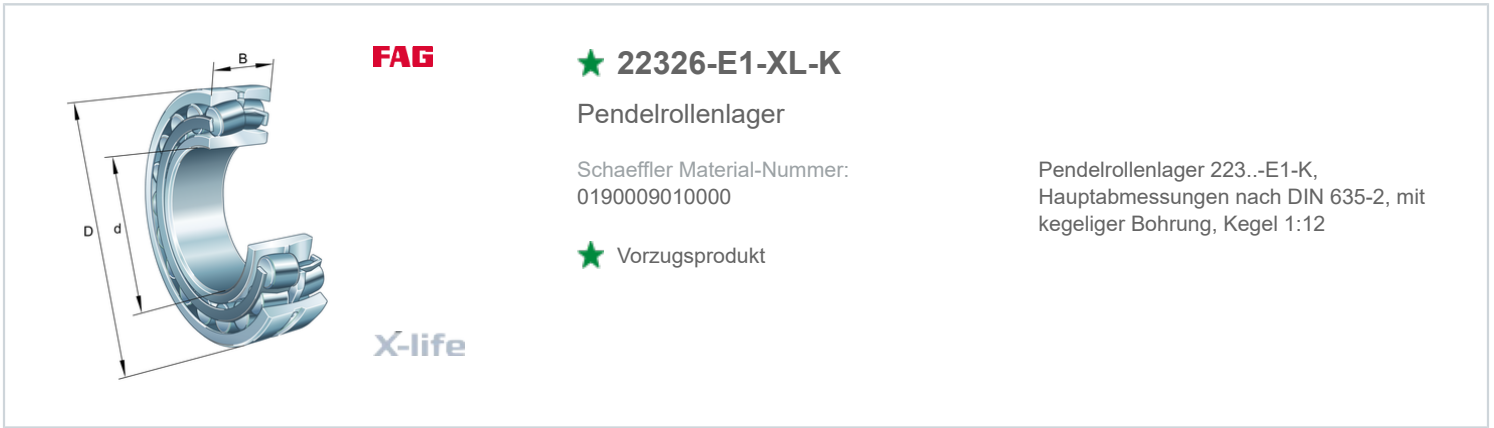 B
D
d
FAG
X-life
22326-E1-XL-K
Pendelrollenlager
Schaeffler Material-Nummer:
0190009010000
Vorzugsprodukt
Pendelrollenlager 223..-E1-K,
Hauptabmessungen nach DIN 635-2, mit
kegeliger Bohrung, Kegel 1:12